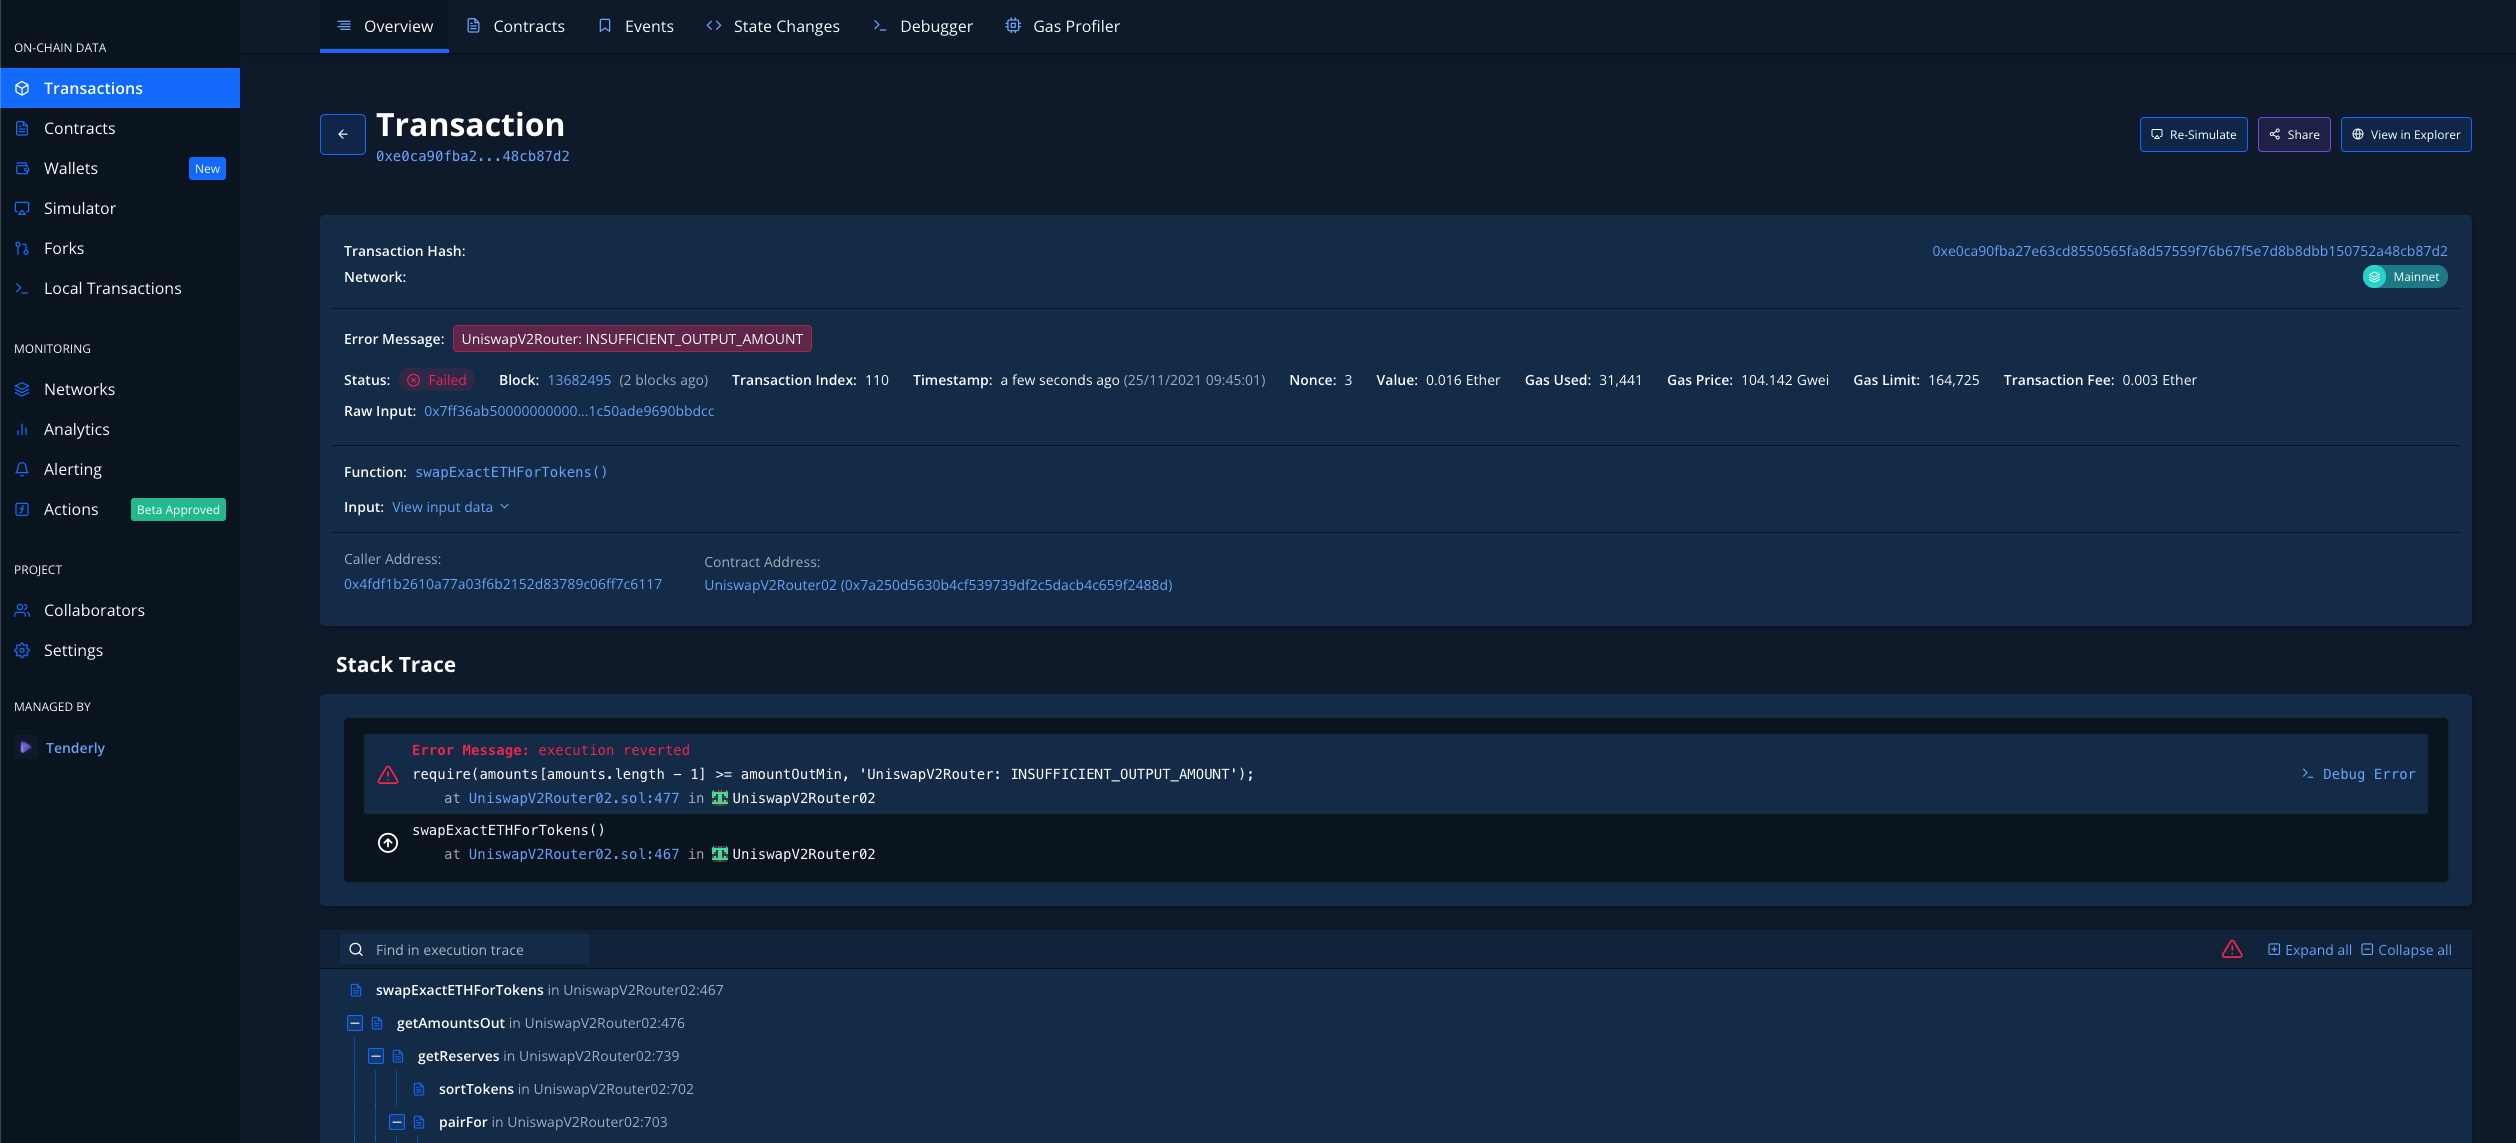 Overview Contracts Events State Changes Debugger Gas Profiler
ON-CHAIN DATA
Transactions
Contracts
Wallets New
Simulator
Forks
Local Transactions
MONITORING
Networks
Analytics
Alerting
Actions Beta Approved
PROJECT
Collaborators
Settings
MANAGED BY
Tenderly
Transaction
0xe0ca90fba2...48cb87d2
Re-Simulate Share View in Explorer
Transaction Hash: 0xe0ca90fba27e63cd8550565fa8d57559f76b67f5e7d8b8dbb150752a48cb87d2
Network: Mainnet
Error Message: UniswapV2Router: INSUFFICIENT_OUTPUT_AMOUNT
Status: Failed Block: 13682495 (2 blocks ago) Transaction Index: 110 Timestamp: a few seconds ago (25/11/2021 09:45:01) Nonce: 3 Value: 0.016 Ether Gas Used: 31,441 Gas Price: 104.142 Gwei Gas Limit: 164,725 Transaction Fee: 0.003 Ether
Raw Input: 0x7ff36ab50000000000...1c50ade9690bbdcc
Function: swapExactETHForTokens()
Input: View input data
Caller Address:
0x4fdf1b2610a77a03f6b2152d83789c06ff7c6117
Contract Address:
UniswapV2Router02 (0x7a250d5630b4cf539739df2c5dacb4c659f2488d)
Stack Trace
Error Message: execution reverted
require(amounts[amounts.length - 1] >= amountOutMin, 'UniswapV2Router: INSUFFICIENT_OUTPUT_AMOUNT');
Debug Error
at UniswapV2Router02.sol:477 in UniswapV2Router02
swapExactETHForTokens()
at UniswapV2Router02.sol:467 in UniswapV2Router02
Find in execution trace Expand all Collapse all
swapExactETHForTokens in UniswapV2Router02:467
getAmountsOut in UniswapV2Router02:476
getReserves in UniswapV2Router02:739
sortTokens in UniswapV2Router02:702
pairFor in UniswapV2Router02:703